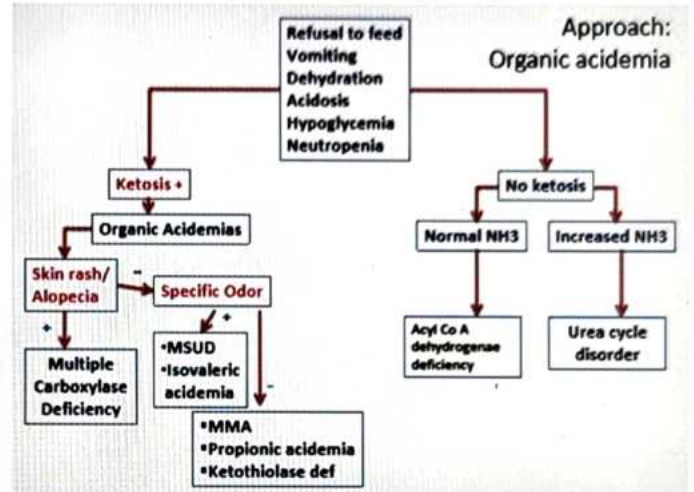 Approach:
Organic acidemia
Refusal to feed
Vomiting
Dehydration
Acidosis
Hypoglycemia
Neutropenia
Ketosis +
No ketosis
Organic Acidemias
Normal NH3
Increased NH3
Skin rash/
Alopecia
-
Specific Odor
+
+
Multiple
Carboxylase
Deficiency
•MSUD
•Isovaleric
acidemia
-
•MMA
•Propionic acidemia
•Ketothiolase def
Acyl Co A
dehydrogenae
deficiency
Urea cycle
disorder